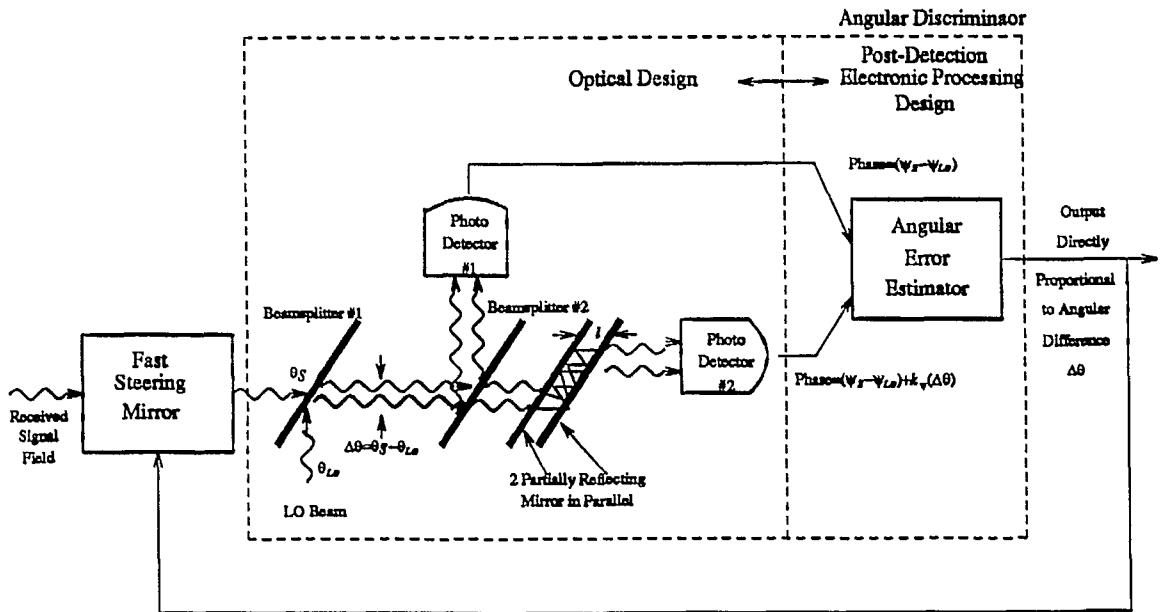 Angular Discriminaor
Optical Design
Post-Detection
Electronic Processing
Design
Phase=(ψS−ψLo)
Photo
Detector
#1
Angular
Error
Estimator
Output
Directly
Proportional
to Angular
Difference
Δθ
Beamsplitter #1
Beamsplitter #2
l
Photo
Detector
#2
Phase=(ψS−ψLo)+kv(Δθ)
Fast
Steering
Mirror
θS
Received
Signal
Field
Δθ=θS−θLo
θLo
LO Beam
2 Partially Reflecting
Mirror in Parallel